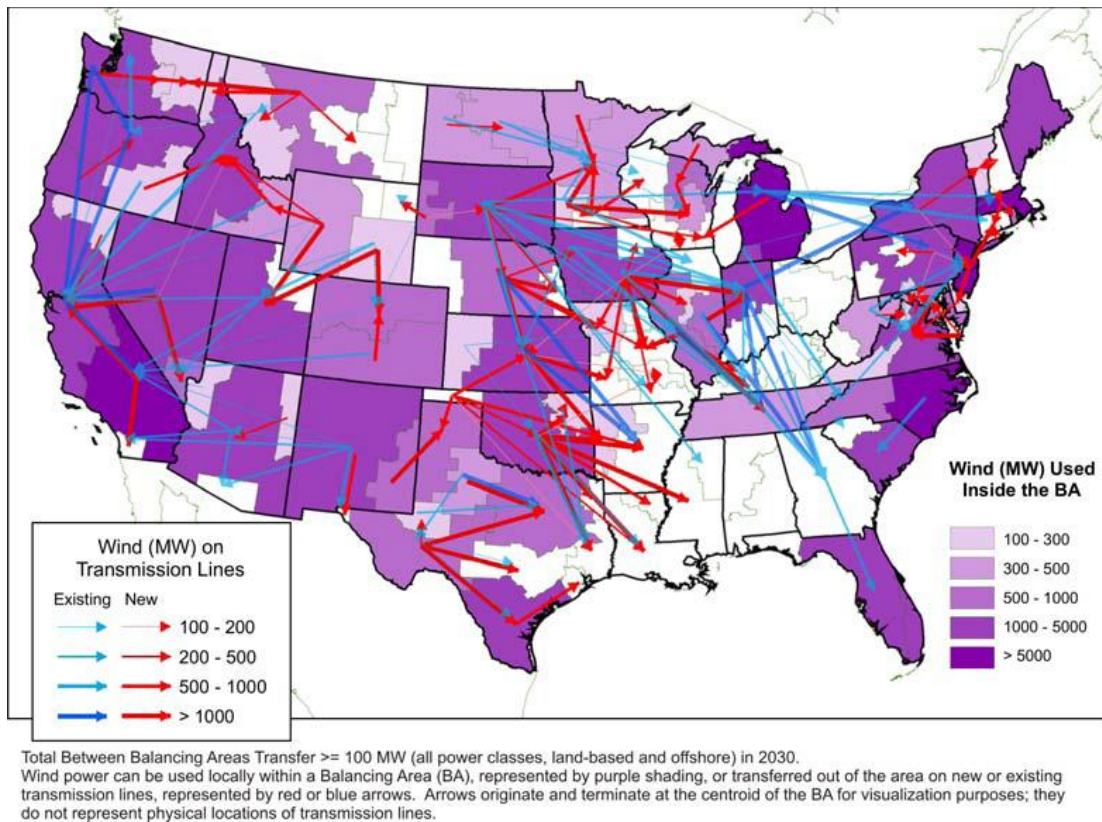 Wind (MW) Used
Inside the BA
100 - 300
300 - 500
500 - 1000
1000 - 5000
> 5000
Wind (MW) on
Transmission Lines
Existing New
100 - 200
200 - 500
500 - 1000
> 1000
Total Between Balancing Areas Transfer >= 100 MW (all power classes, land-based and offshore) in 2030.
Wind power can be used locally within a Balancing Area (BA), represented by purple shading, or transferred out of the area on new or existing
transmission lines, represented by red or blue arrows. Arrows originate and terminate at the centroid of the BA for visualization purposes; they
do not represent physical locations of transmission lines.